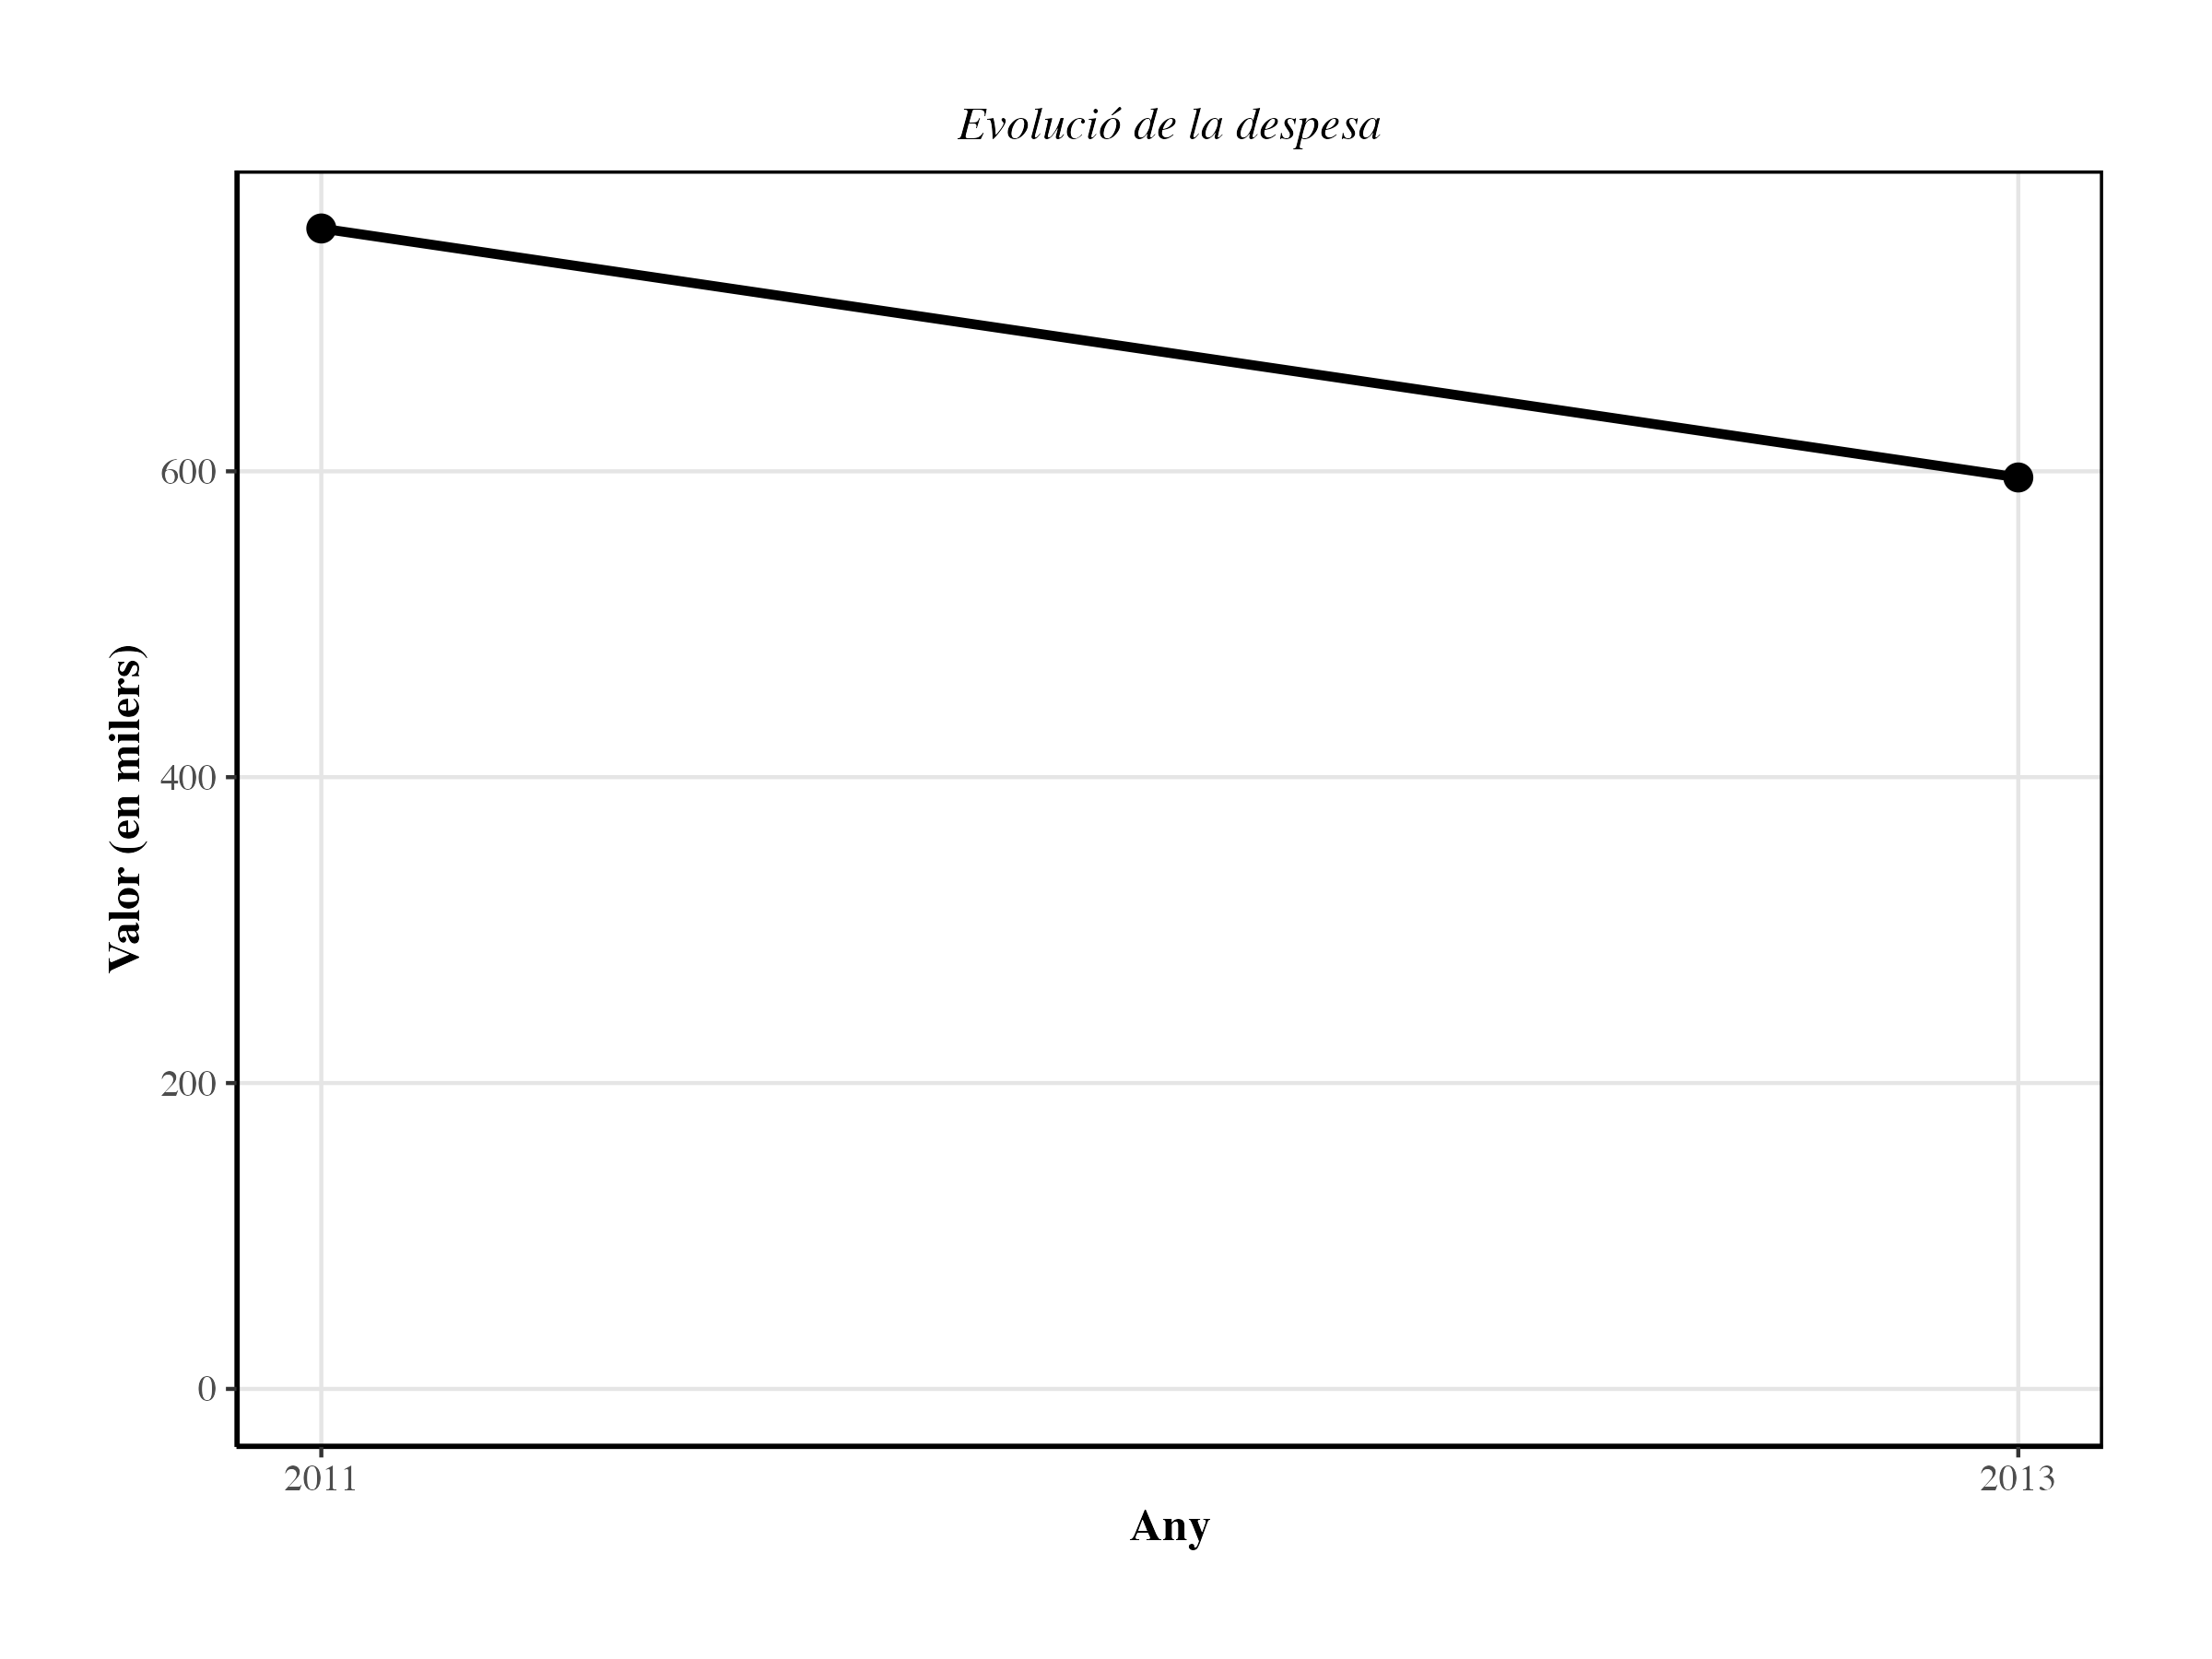 Evolució de la despesa
Valor (en milers)
600
400
200
0
2011
2013
Any